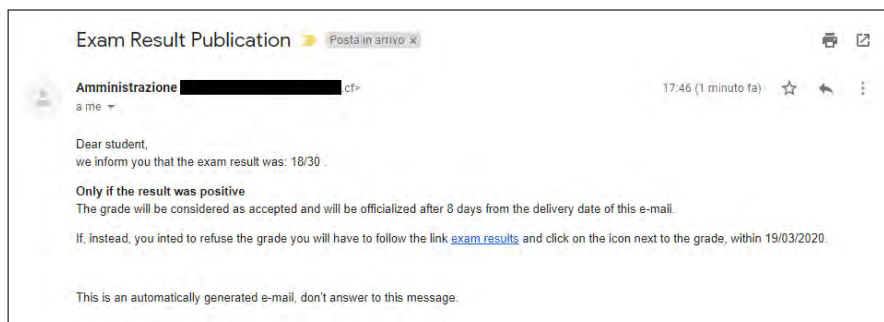 Exam Result Publication Posta in arrivo x
Amministrazione .cf> 17:46 (1 minuto fa)
a me
Dear student,
we inform you that the exam result was: 18/30 .
Only if the result was positive
The grade will be considered as accepted and will be officialized after 8 days from the delivery date of this e-mail.
If, instead, you inted to refuse the grade you will have to follow the link exam results and click on the icon next to the grade, within 19/03/2020.
This is an automatically generated e-mail, don't answer to this message.